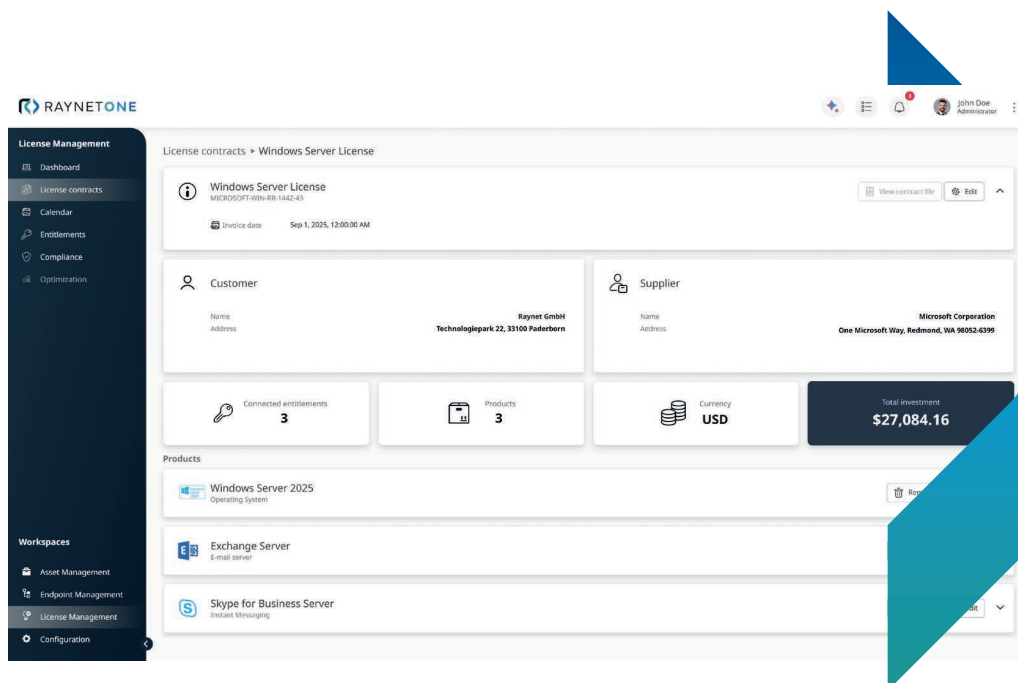 RAYNETONE
3
John Doe
Administrator
License Management
Dashboard
License contracts
Calendar
Entitlements
Compliance
Optimization
Workspaces
Asset Management
Endpoint Management
License Management
Configuration
License contracts ▸ Windows Server License
Windows Server License
MICROSOFT-WIN-RR-1442-43
View contract file
Edit
Invoice date Sep 1, 2025, 12:00:00 AM
Customer
Name Raynet GmbH
Address Technologiepark 22, 33100 Paderborn
Supplier
Name Microsoft Corporation
Address One Microsoft Way, Redmond, WA 98052-6399
Connected entitlements
3
Products
3
Currency
USD
Total investment
$27,084.16
Products
Windows Server 2025
Operating System
Exchange Server
E-mail server
Skype for Business Server
Instant Messaging